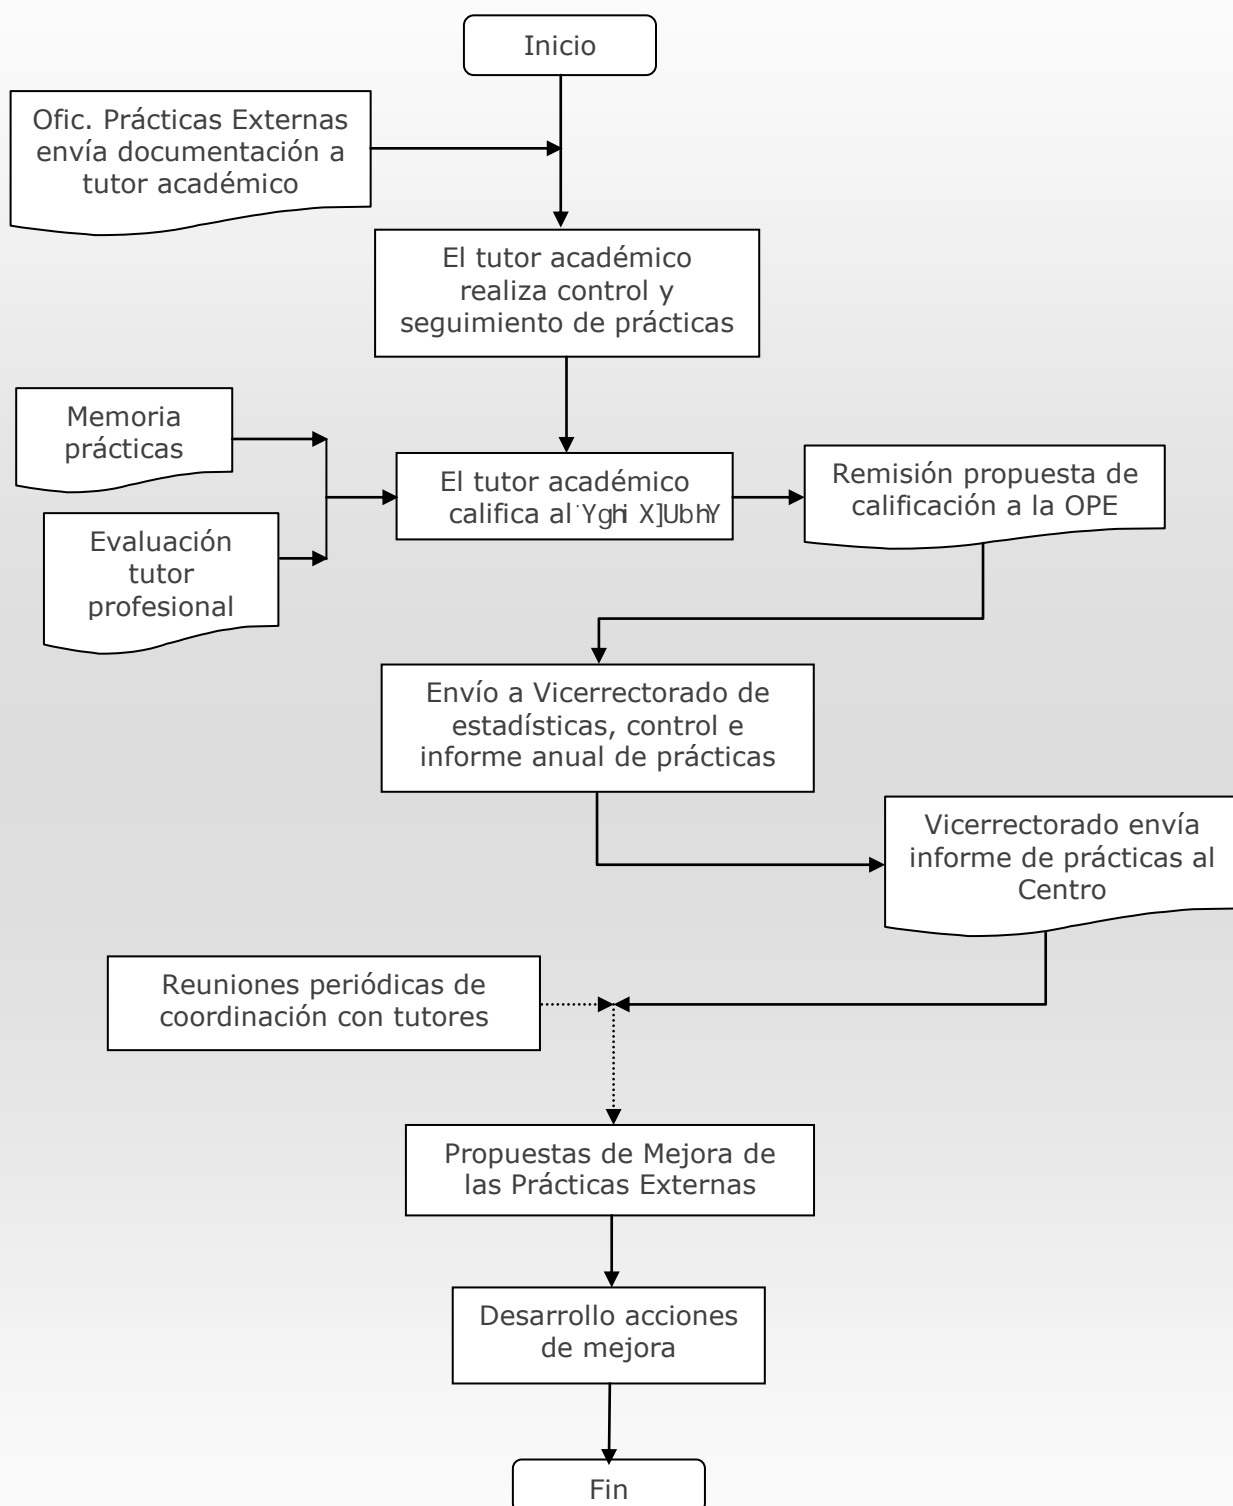 Inicio
Ofic. Prácticas Externas
envía documentación a
tutor académico
El tutor académico
realiza control y
seguimiento de prácticas
Memoria
prácticas
El tutor académico
califica al
Remisión propuesta de
calificación a la OPE
Evaluación
tutor
profesional
Envío a Vicerrectorado de
estadísticas, control e
informe anual de prácticas
Vicerrectorado envía
informe de prácticas al
Centro
Reuniones periódicas de
coordinación con tutores
Propuestas de Mejora de
las Prácticas Externas
Desarrollo acciones
de mejora
Fin